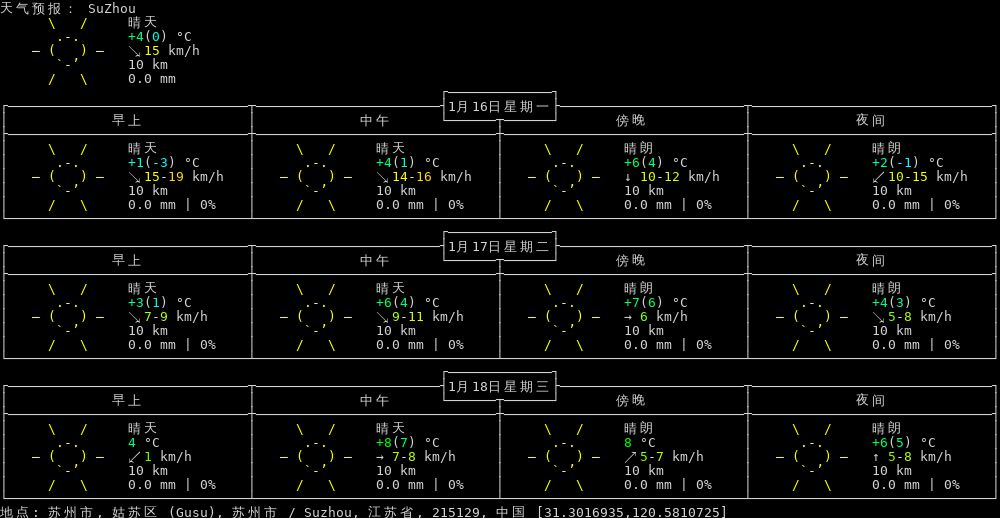 天气预报: SuZhou
晴天
+4(0) °C
↘ 15 km/h
10 km
0.0 mm
1月16日星期一
早上 中午 傍晚 夜间
晴天 晴天 晴朗 晴朗
+1(-3) °C +4(1) °C +6(4) °C +2(-1) °C
↘ 15-19 km/h ↘ 14-16 km/h ↓ 10-12 km/h ↙ 10-15 km/h
10 km 10 km 10 km 10 km
0.0 mm | 0% 0.0 mm | 0% 0.0 mm | 0% 0.0 mm | 0%
1月17日星期二
早上 中午 傍晚 夜间
晴天 晴天 晴朗 晴朗
+3(1) °C +6(4) °C +7(6) °C +4(3) °C
↘ 7-9 km/h ↘ 9-11 km/h → 6 km/h ↘ 5-8 km/h
10 km 10 km 10 km 10 km
0.0 mm | 0% 0.0 mm | 0% 0.0 mm | 0% 0.0 mm | 0%
1月18日星期三
早上 中午 傍晚 夜间
晴天 晴天 晴朗 晴朗
4 °C +8(7) °C 8 °C +6(5) °C
↙ 1 km/h → 7-8 km/h ↗ 5-7 km/h ↑ 5-8 km/h
10 km 10 km 10 km 10 km
0.0 mm | 0% 0.0 mm | 0% 0.0 mm | 0% 0.0 mm | 0%
地点: 苏州市, 姑苏区 (Gusu), 苏州市 / Suzhou, 江苏省, 215129, 中国 [31.3016935,120.5810725]